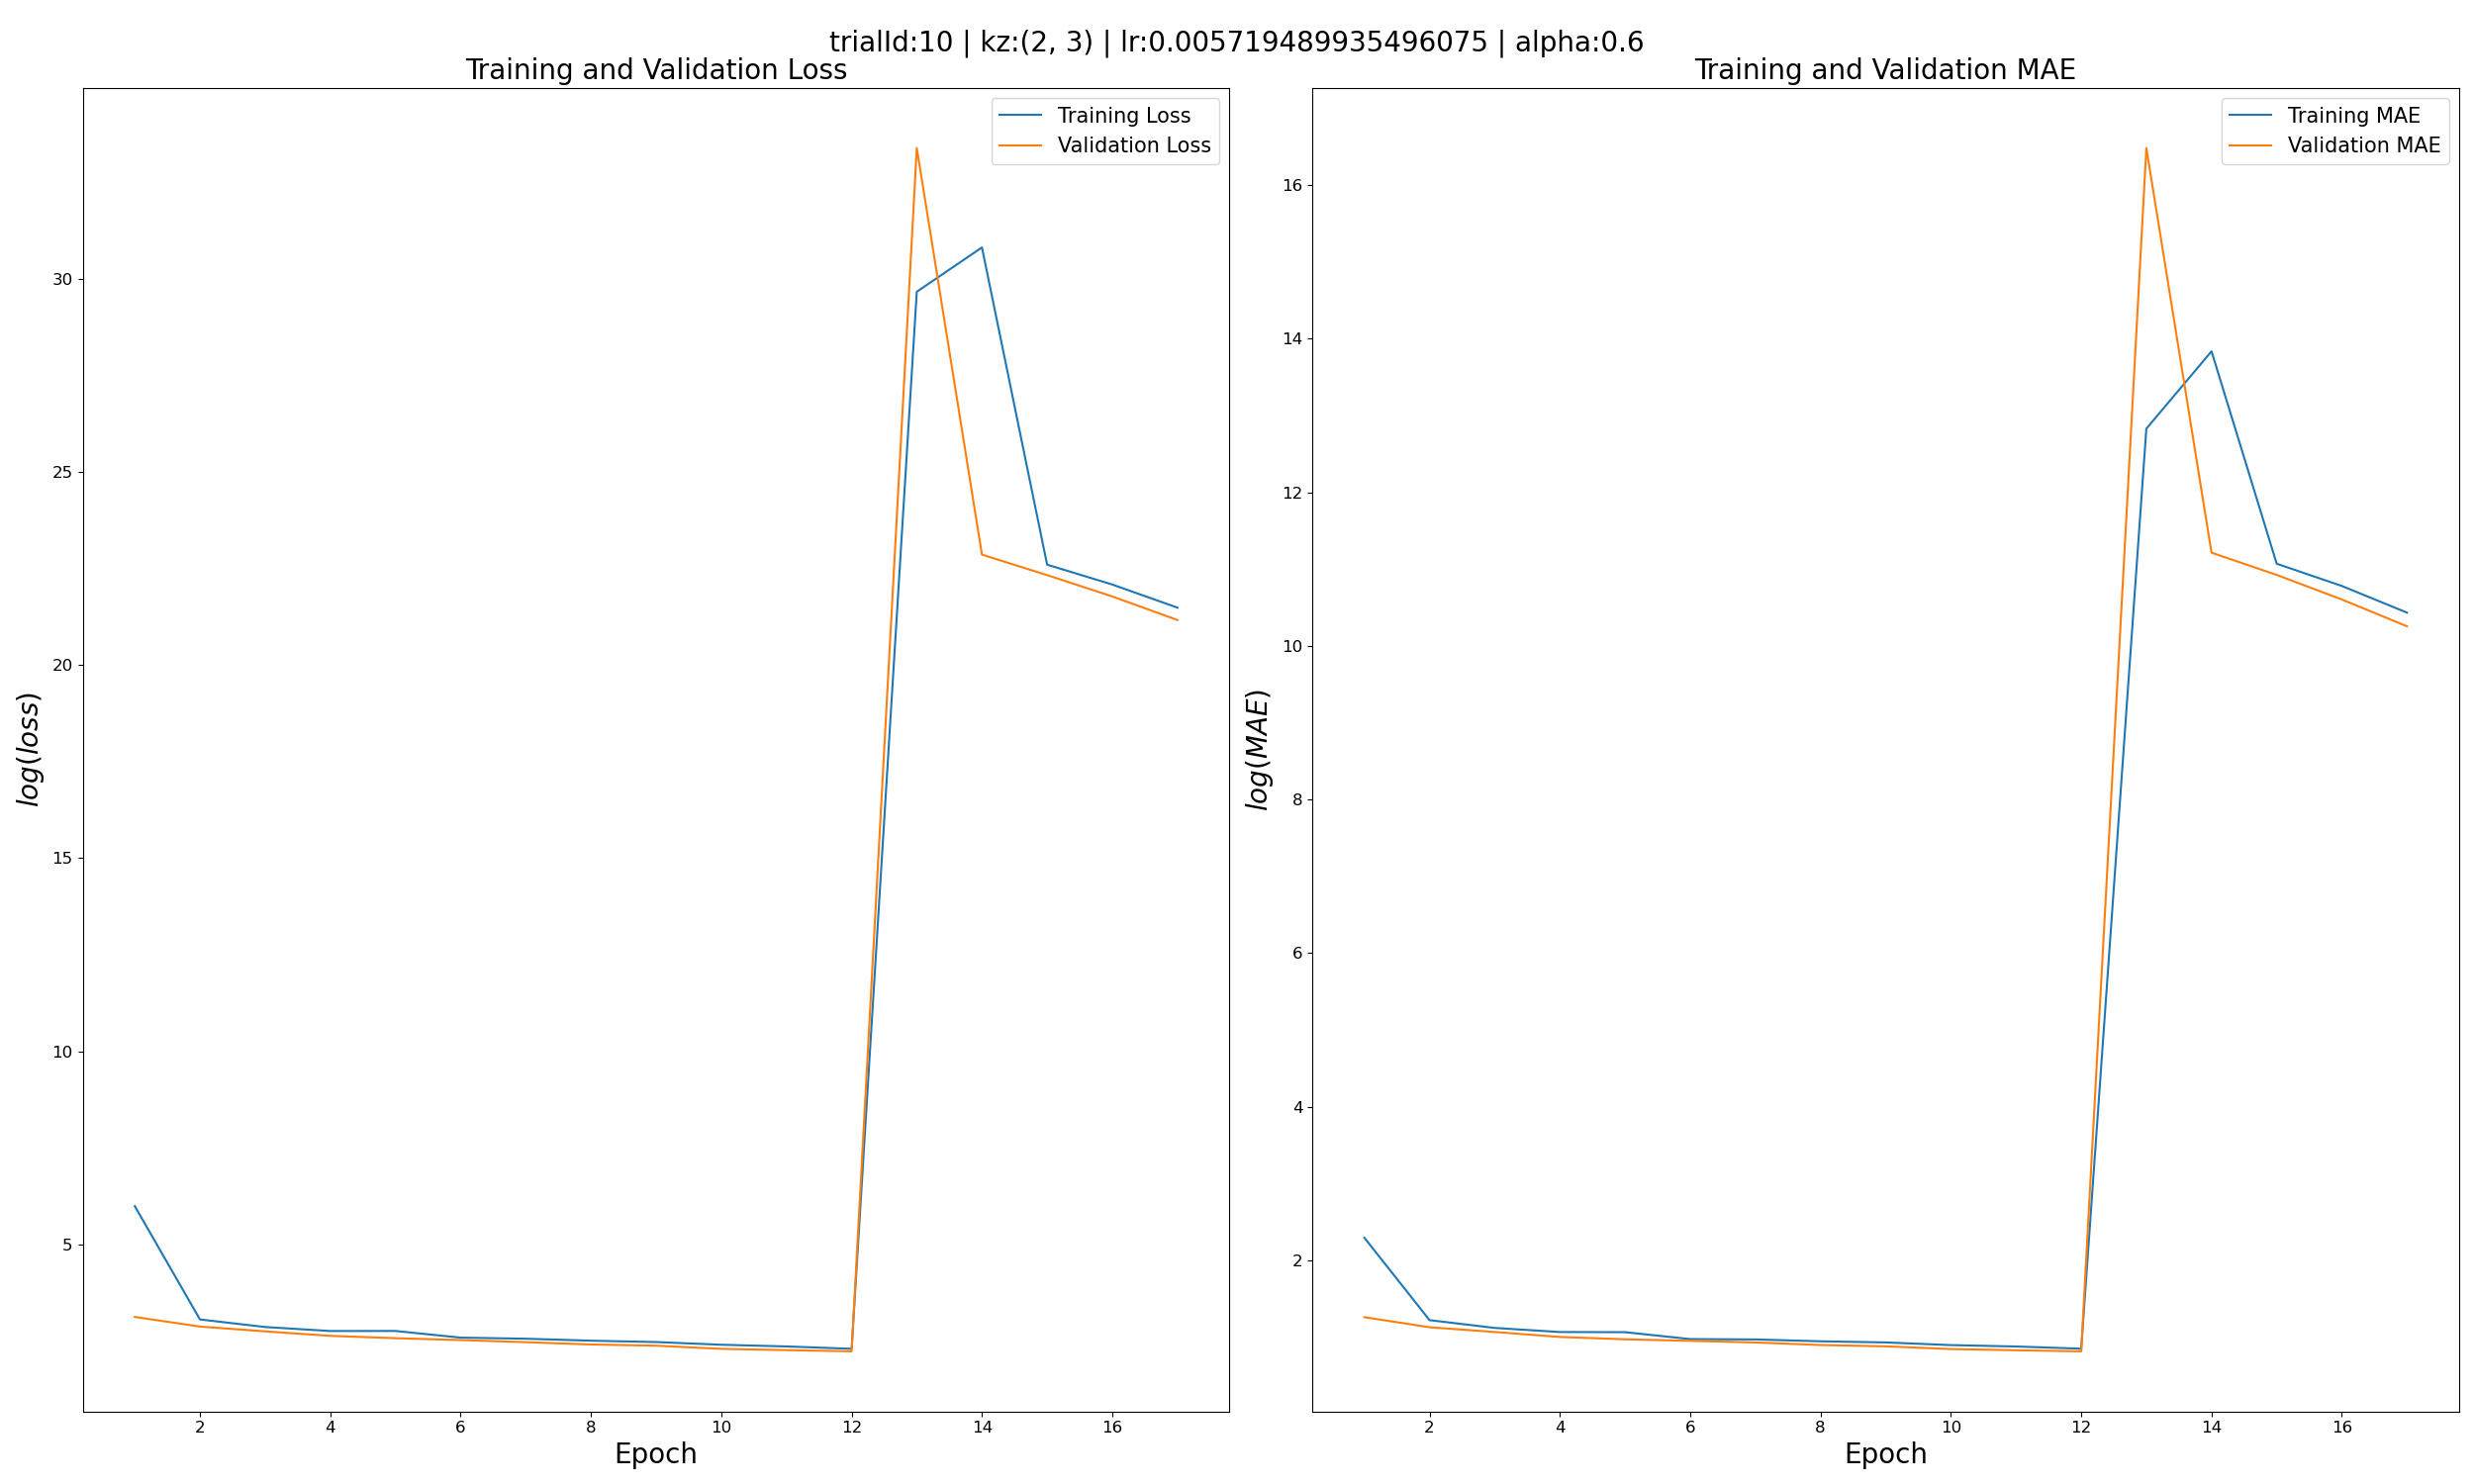 trialId:10 | kz:(2, 3) | lr:0.005719489935496075 | alpha:0.6
Training and Validation Loss
Training Loss
Validation Loss
30
25
20
15
10
5
log(loss)
2 4 6 8 10 12 14 16
Epoch
Training and Validation MAE
Training MAE
Validation MAE
16
14
12
10
8
6
4
2
log(MAE)
2 4 6 8 10 12 14 16
Epoch